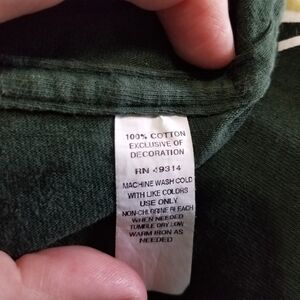 100% COTTON
EXCLUSIVE OF
DECORATION
RN 49314
MACHINE WASH COLD
WITH LIKE COLORS
USE ONLY
NON-CHLORINE BLEACH
WHEN NEEDED
TUMBLE DRY LOW
WARM IRON AS
NEEDED